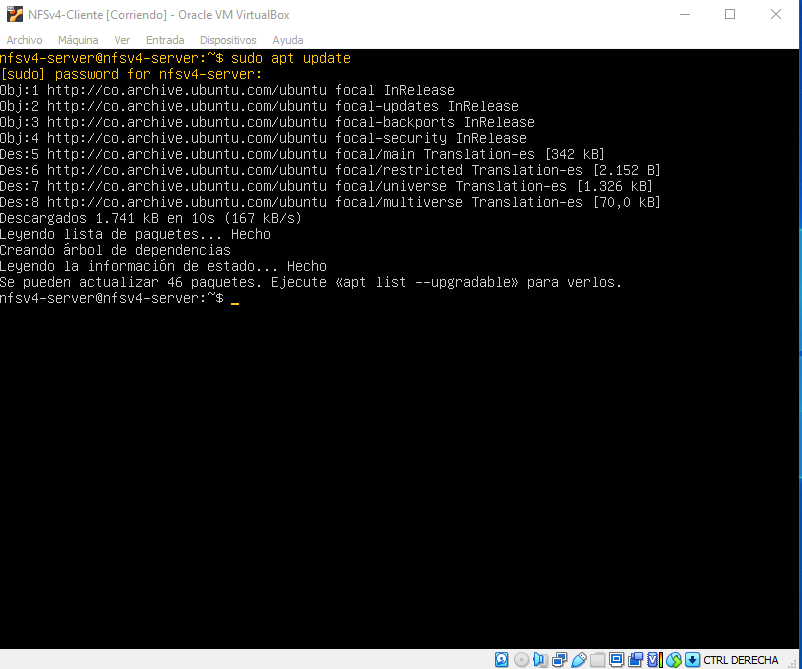 NFSv4-Cliente [Corriendo] - Oracle VM VirtualBox
Archivo Máquina Ver Entrada Dispositivos Ayuda
nfsv4-server@nfsv4-server:~$ sudo apt update
[sudo] password for nfsv4-server:
Obj:1 http://co.archive.ubuntu.com/ubuntu focal InRelease
Obj:2 http://co.archive.ubuntu.com/ubuntu focal-updates InRelease
Obj:3 http://co.archive.ubuntu.com/ubuntu focal-backports InRelease
Obj:4 http://co.archive.ubuntu.com/ubuntu focal-security InRelease
Des:5 http://co.archive.ubuntu.com/ubuntu focal/main Translation-es [342 kB]
Des:6 http://co.archive.ubuntu.com/ubuntu focal/restricted Translation-es [2.152 B]
Des:7 http://co.archive.ubuntu.com/ubuntu focal/universe Translation-es [1.326 kB]
Des:8 http://co.archive.ubuntu.com/ubuntu focal/multiverse Translation-es [70,0 kB]
Descargados 1.741 kB en 10s (167 kB/s)
Leyendo lista de paquetes... Hecho
Creando árbol de dependencias
Leyendo la información de estado... Hecho
Se pueden actualizar 46 paquetes. Ejecute «apt list --upgradable» para verlos.
nfsv4-server@nfsv4-server:~$ _
CTRL DERECHA